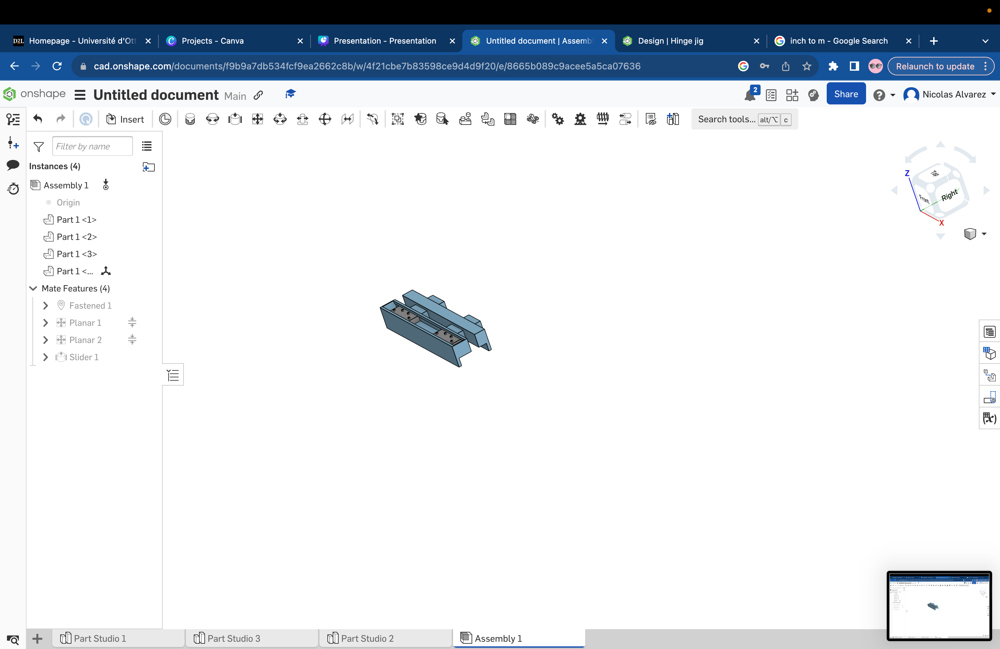 D2L Homepage - Université d'Ott
Projects - Canva
Presentation - Presentation
Untitled document | Assembl
Design | Hinge jig
inch to m - Google Search
cad.onshape.com/documents/f9b9a7db534fcf9ea2662c8b/w/4f21cbe7b83598ce9d4d9f20/e/8665b089c9acee5a5ca07636
Relaunch to update
onshape
Untitled document Main
2
Share
Nicolas Alvarez
Insert
Search tools... alt/⌥ c
Filter by name
Instances (4)
Assembly 1
Origin
Part 1 <1>
Part 1 <2>
Part 1 <3>
Part 1 <...
Mate Features (4)
Fastened 1
Planar 1
Planar 2
Slider 1
Z
Top
Front
Right
X
Part Studio 1
Part Studio 3
Part Studio 2
Assembly 1